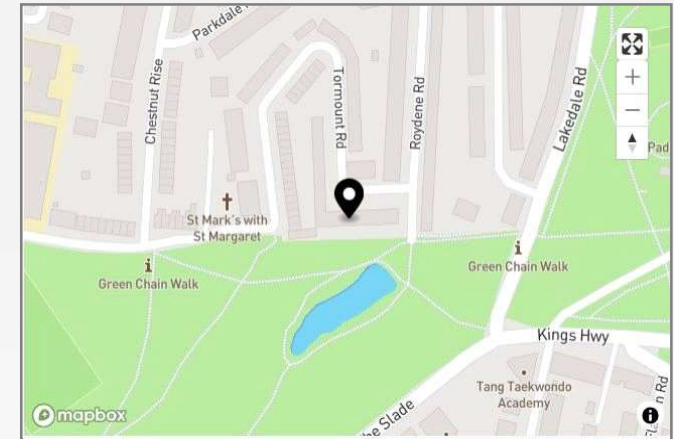 Parkdale
Chestnut Rise
Tormount Rd
Roydene Rd
Lakedale Rd
Pad
St Mark's with
St Margaret
Green Chain Walk
Green Chain Walk
Kings Hwy
Tang Taekwondo
Academy
The Slade
n Rd
mapbox